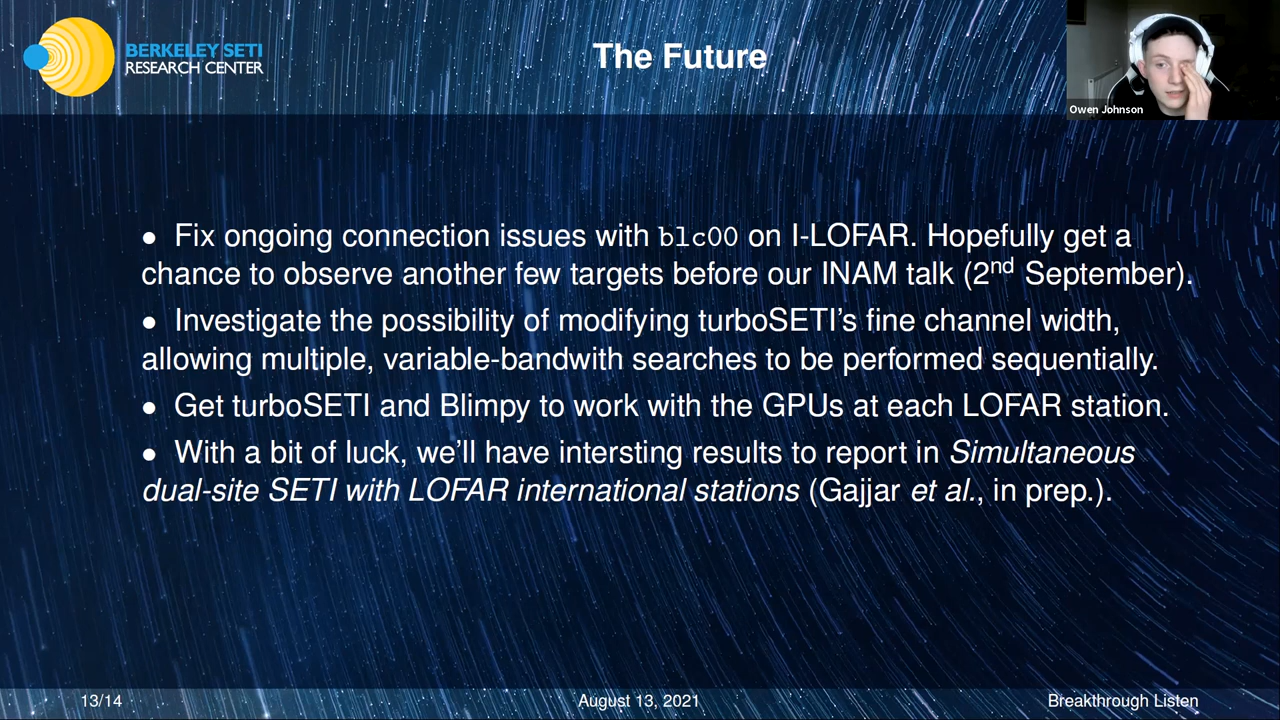 BERKELEY SETI
RESEARCH CENTER
The Future
Owen Johnson
• Fix ongoing connection issues with blc00 on I-LOFAR. Hopefully get a
chance to observe another few targets before our INAM talk (2nd September).
• Investigate the possibility of modifying turboSETI's fine channel width,
allowing multiple, variable-bandwith searches to be performed sequentially.
• Get turboSETI and Blimpy to work with the GPUs at each LOFAR station.
• With a bit of luck, we'll have intersting results to report in Simultaneous
dual-site SETI with LOFAR international stations (Gajjar et al., in prep.).
13/14
August 13, 2021
Breakthrough Listen